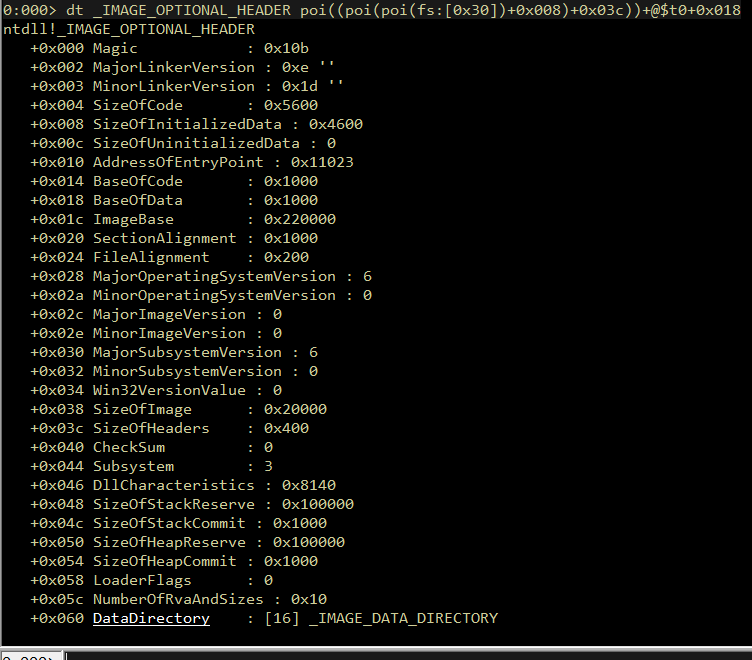 0:000> dt _IMAGE_OPTIONAL_HEADER poi((poi(poi(fs:[0x30])+0x008)+0x03c))+@$t0+0x018
ntdll!_IMAGE_OPTIONAL_HEADER
   +0x000 Magic            : 0x10b
   +0x002 MajorLinkerVersion : 0xe ''
   +0x003 MinorLinkerVersion : 0x1d ''
   +0x004 SizeOfCode       : 0x5600
   +0x008 SizeOfInitializedData : 0x4600
   +0x00c SizeOfUninitializedData : 0
   +0x010 AddressOfEntryPoint : 0x11023
   +0x014 BaseOfCode       : 0x1000
   +0x018 BaseOfData       : 0x1000
   +0x01c ImageBase        : 0x220000
   +0x020 SectionAlignment : 0x1000
   +0x024 FileAlignment    : 0x200
   +0x028 MajorOperatingSystemVersion : 6
   +0x02a MinorOperatingSystemVersion : 0
   +0x02c MajorImageVersion : 0
   +0x02e MinorImageVersion : 0
   +0x030 MajorSubsystemVersion : 6
   +0x032 MinorSubsystemVersion : 0
   +0x034 Win32VersionValue : 0
   +0x038 SizeOfImage      : 0x20000
   +0x03c SizeOfHeaders    : 0x400
   +0x040 CheckSum         : 0
   +0x044 Subsystem        : 3
   +0x046 DllCharacteristics : 0x8140
   +0x048 SizeOfStackReserve : 0x100000
   +0x04c SizeOfStackCommit : 0x1000
   +0x050 SizeOfHeapReserve : 0x100000
   +0x054 SizeOfHeapCommit : 0x1000
   +0x058 LoaderFlags      : 0
   +0x05c NumberOfRvaAndSizes : 0x10
   +0x060 DataDirectory    : [16] _IMAGE_DATA_DIRECTORY